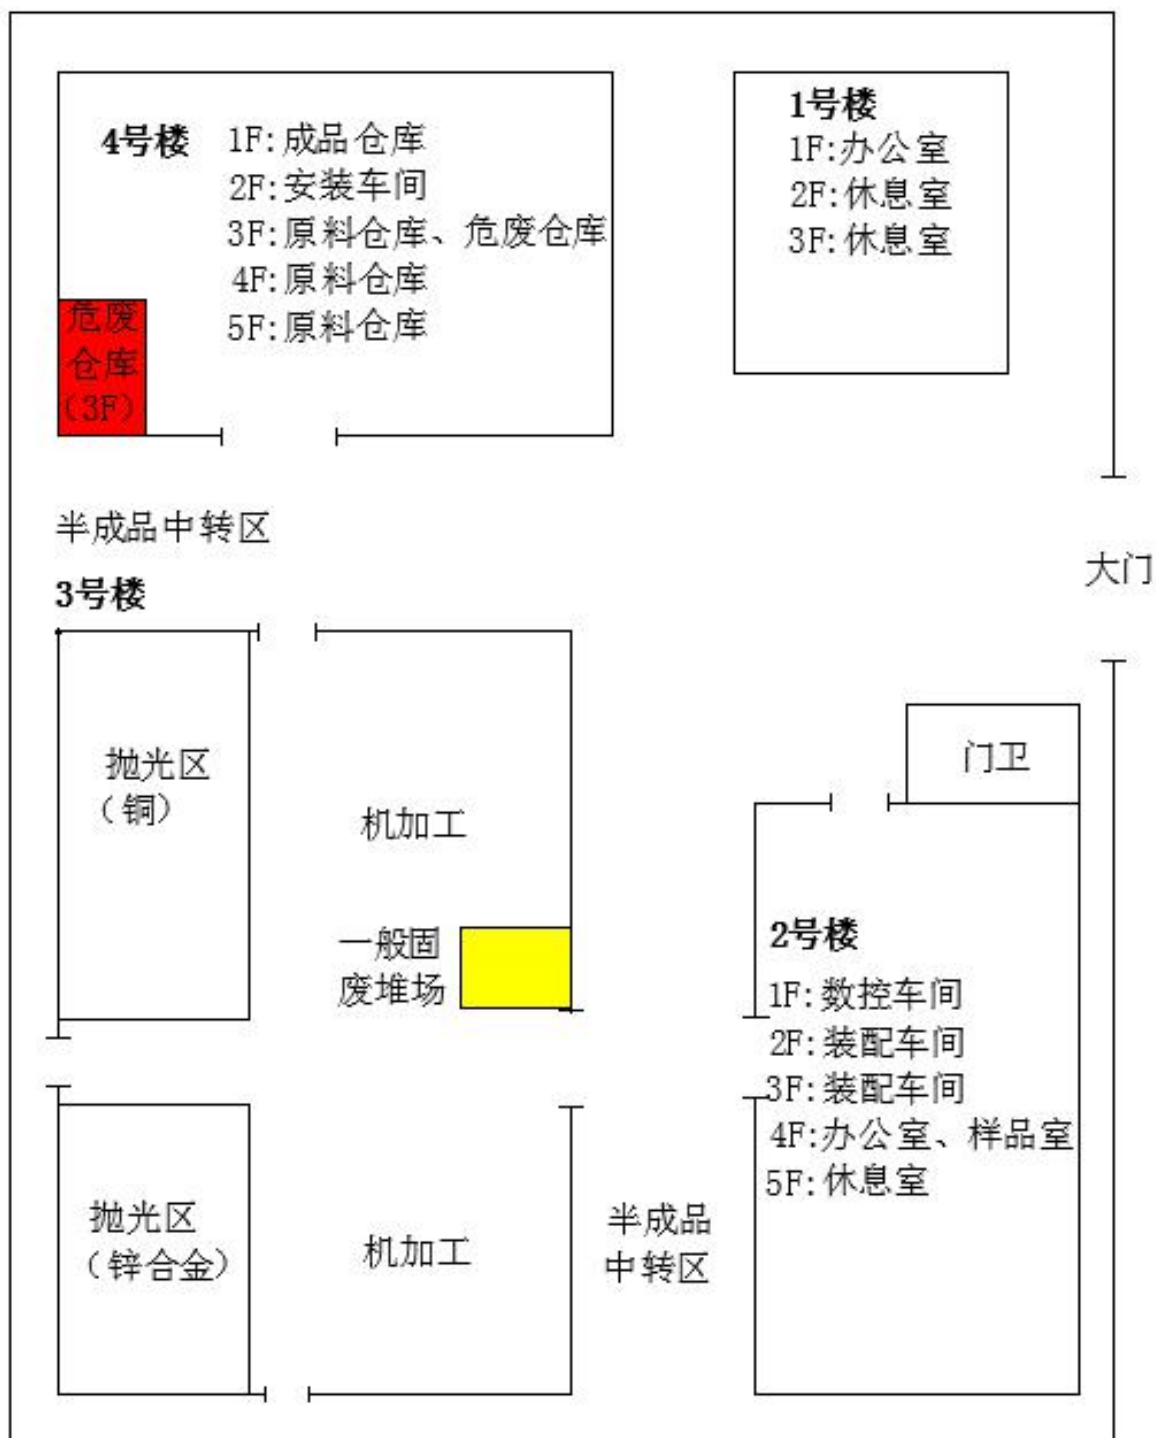 4号楼
1F:成品仓库
2F:安装车间
3F:原料仓库、危废仓库
4F:原料仓库
5F:原料仓库
危废
仓库
(3F)
1号楼
1F:办公室
2F:休息室
3F:休息室
半成品中转区
大门
3号楼
抛光区
（铜）
机加工
一般固
废堆场
门卫
2号楼
1F:数控车间
2F:装配车间
3F:装配车间
4F:办公室、样品室
5F:休息室
抛光区
（锌合金）
机加工
半成品
中转区